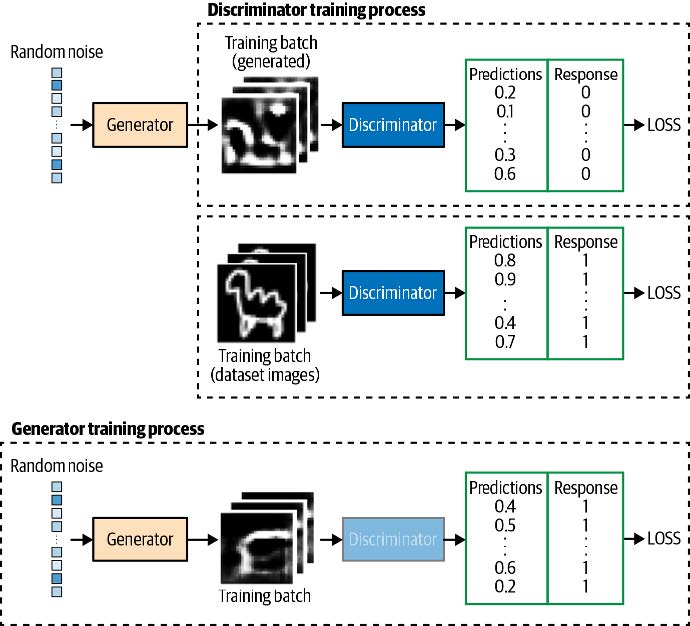 Discriminator training process
Random noise
Training batch
(generated)
Generator
Discriminator
Predictions Response
0.2 0
0.1 0
0.3 0
0.6 0
LOSS
Predictions Response
0.8 1
0.9 1
0.4 1
0.7 1
Discriminator
LOSS
Training batch
(dataset images)
Generator training process
Random noise
Generator
Training batch
Discriminator
Predictions Response
0.4 1
0.5 1
0.6 1
0.2 1
LOSS